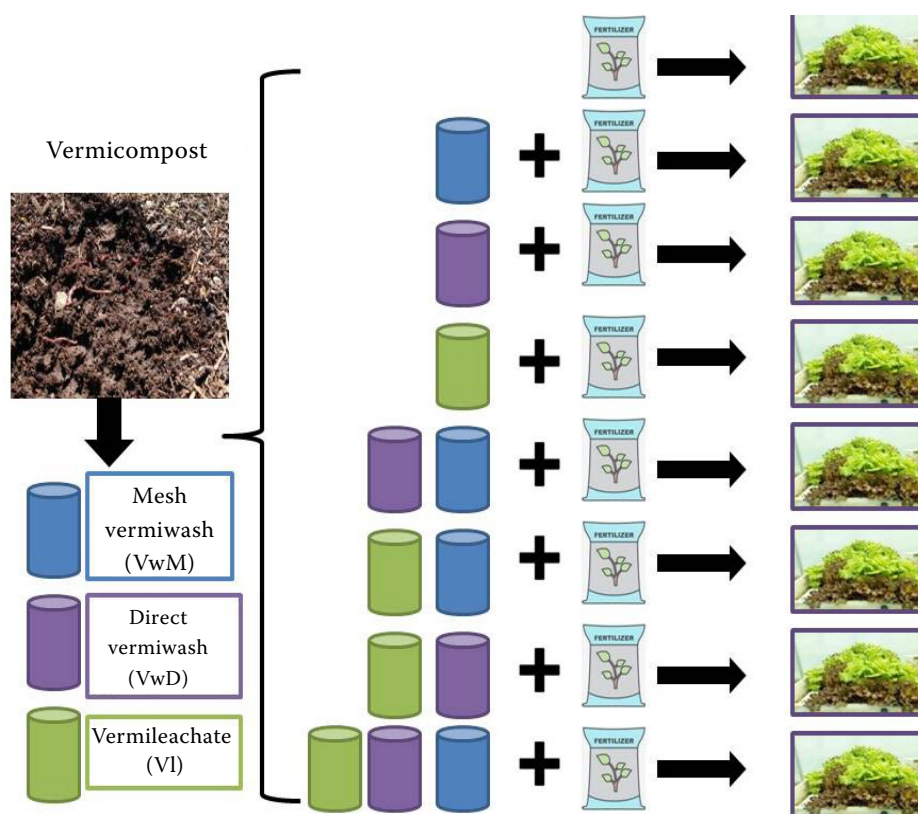 FERTILIZER
FERTILIZER
Vermicompost
FERTILIZER
FERTILIZER
FERTILIZER
Mesh
vermiwash
(VwM)
FERTILIZER
Direct
vermiwash
(VwD)
FERTILIZER
Vermileachate
(Vl)
FERTILIZER